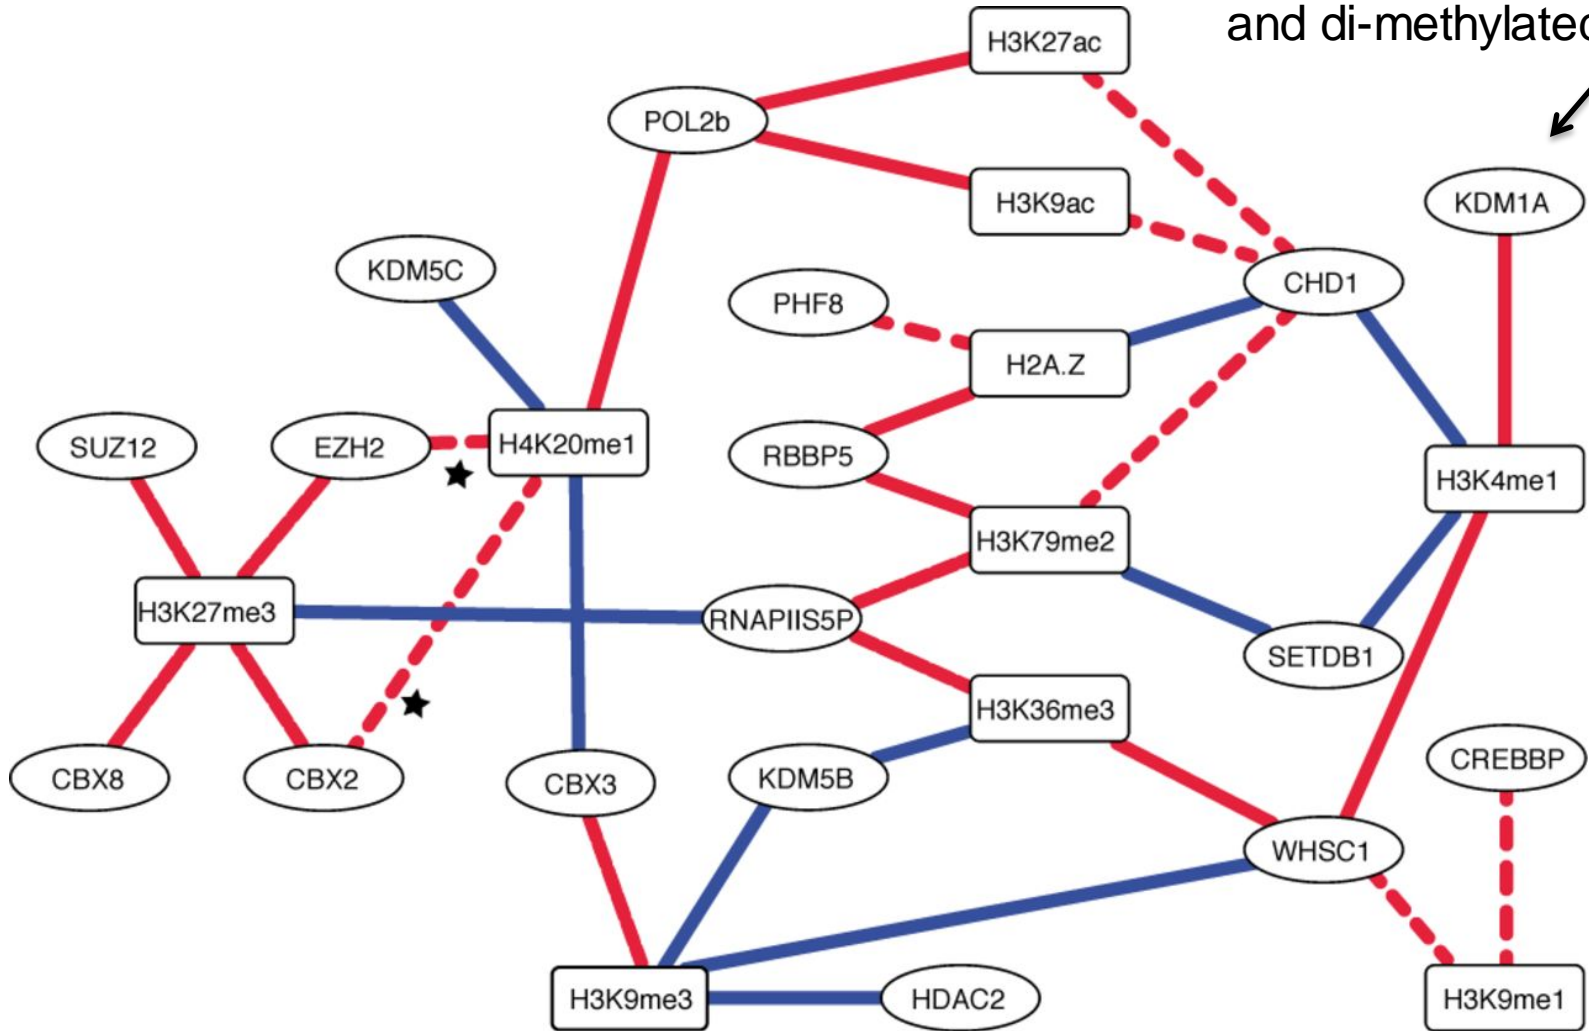 and di-methylated
H3K27ac
POL2b
H3K9ac
KDM1A
KDM5C
CHD1
PHF8
H2A.Z
SUZ12
EZH2
H4K20me1
RBBP5
H3K4me1
H3K79me2
H3K27me3
RNAPIIS5P
SETDB1
H3K36me3
CBX8
CBX2
CBX3
KDM5B
CREBBP
WHSC1
H3K9me3
HDAC2
H3K9me1